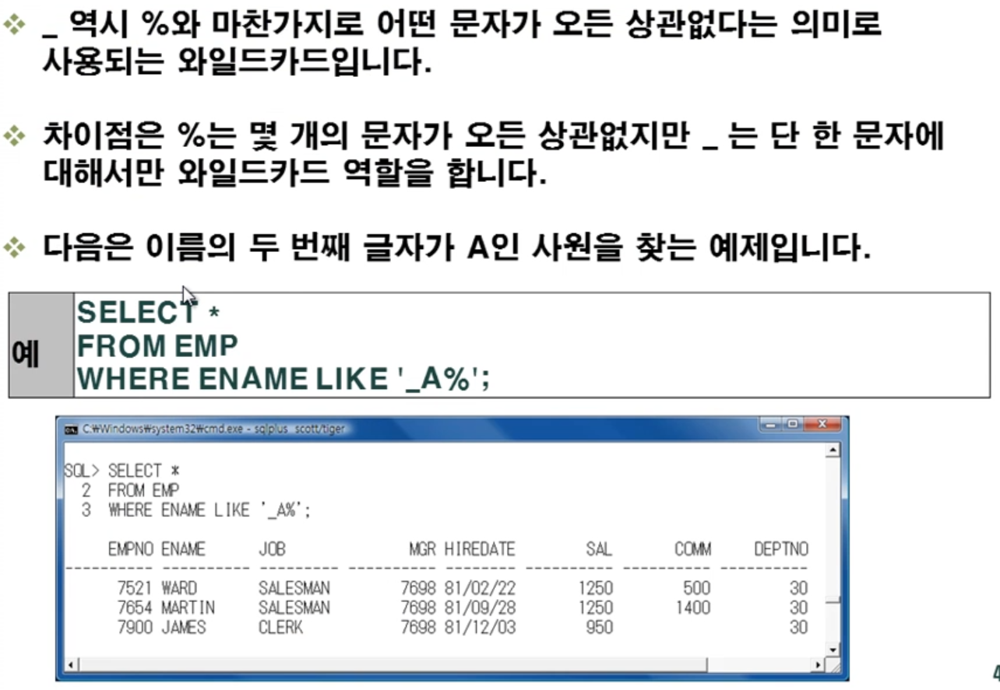 _ 역시 %와 마찬가지로 어떤 문자가 오든 상관없다는 의미로
사용되는 와일드카드입니다.
차이점은 %는 몇 개의 문자가 오든 상관없지만 _ 는 단 한 문자에
대해서만 와일드카드 역할을 합니다.
다음은 이름의 두 번째 글자가 A인 사원을 찾는 예제입니다.
예
SELECT *
FROM EMP
WHERE ENAME LIKE '_A%';
C:₩Windows₩system32₩cmd.exe - sqlplus scott/tiger
SQL> SELECT *
2 FROM EMP
3 WHERE ENAME LIKE '_A%';
EMPNO ENAME JOB MGR HIREDATE SAL COMM DEPTNO
---------- ---------- --------- ---------- -------- ---------- ---------- ----------
7521 WARD SALESMAN 7698 81/02/22 1250 500 30
7654 MARTIN SALESMAN 7698 81/09/28 1250 1400 30
7900 JAMES CLERK 7698 81/12/03 950 30